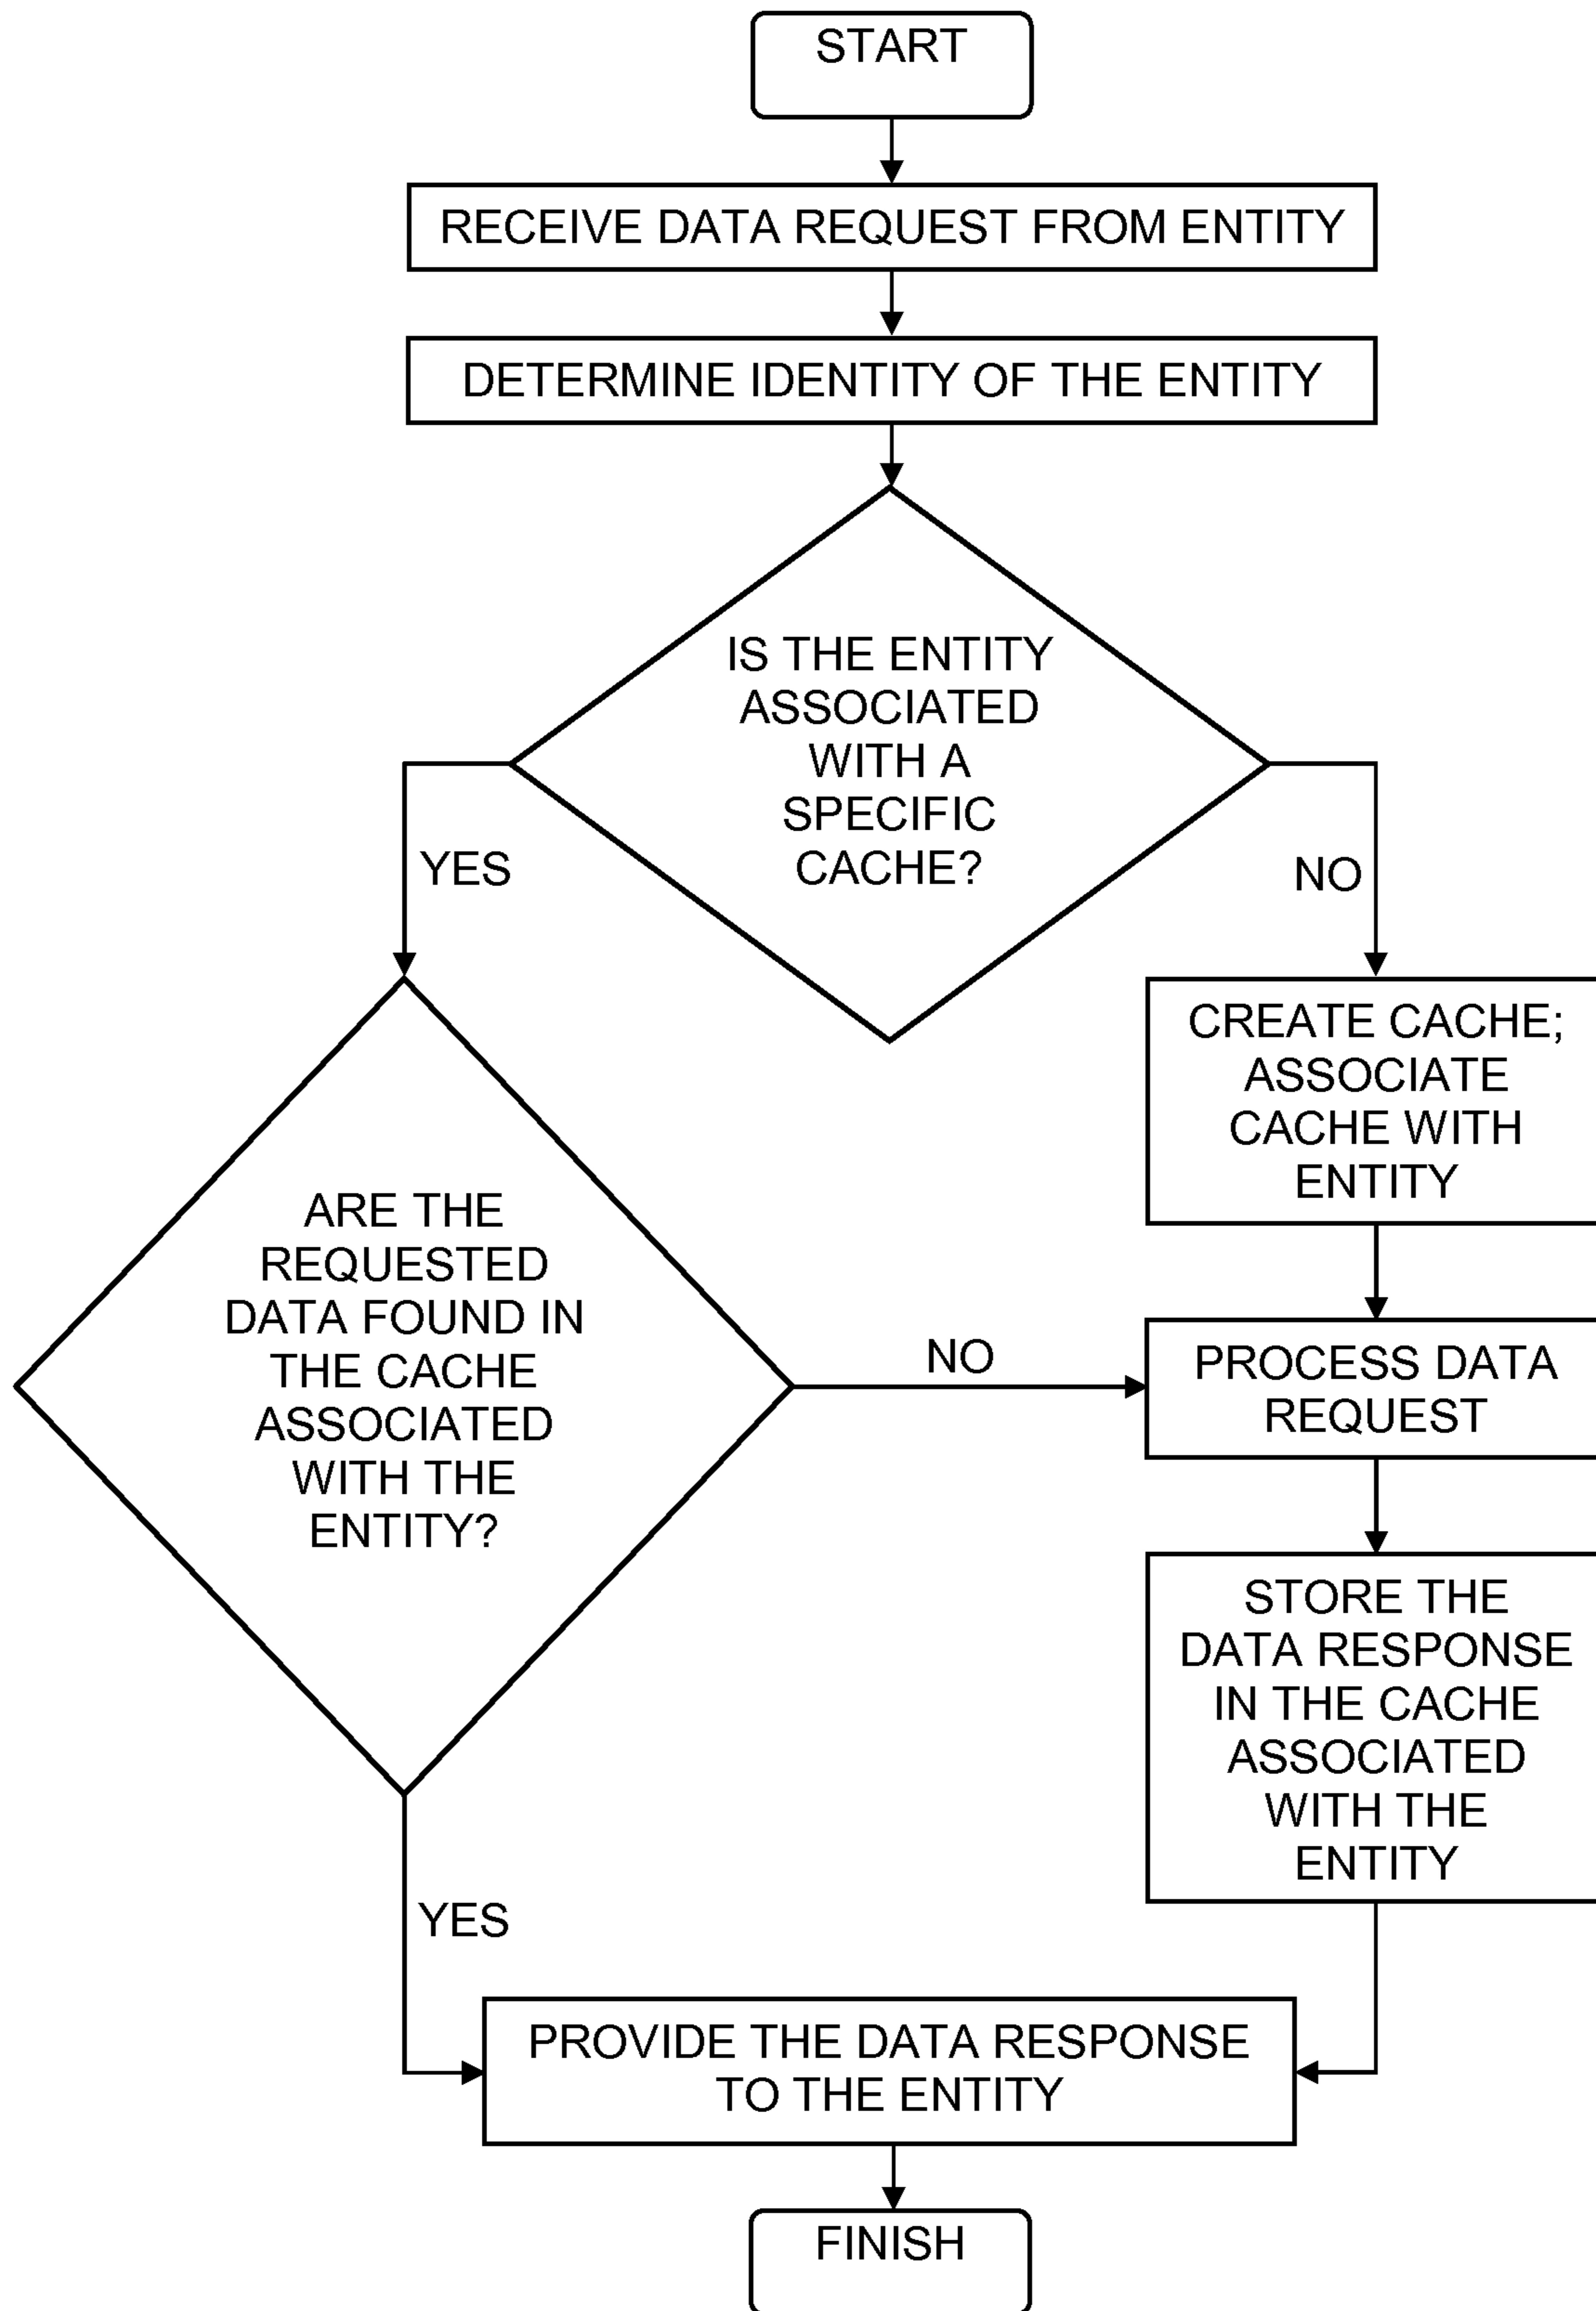 START
RECEIVE DATA REQUEST FROM ENTITY
DETERMINE IDENTITY OF THE ENTITY
IS THE ENTITY
ASSOCIATED
WITH A
SPECIFIC
CACHE?
YES
NO
CREATE CACHE;
ASSOCIATE
CACHE WITH
ENTITY
ARE THE
REQUESTED
DATA FOUND IN
THE CACHE
ASSOCIATED
WITH THE
ENTITY?
NO
PROCESS DATA
REQUEST
STORE THE
DATA RESPONSE
IN THE CACHE
ASSOCIATED
WITH THE
ENTITY
YES
PROVIDE THE DATA RESPONSE
TO THE ENTITY
FINISH